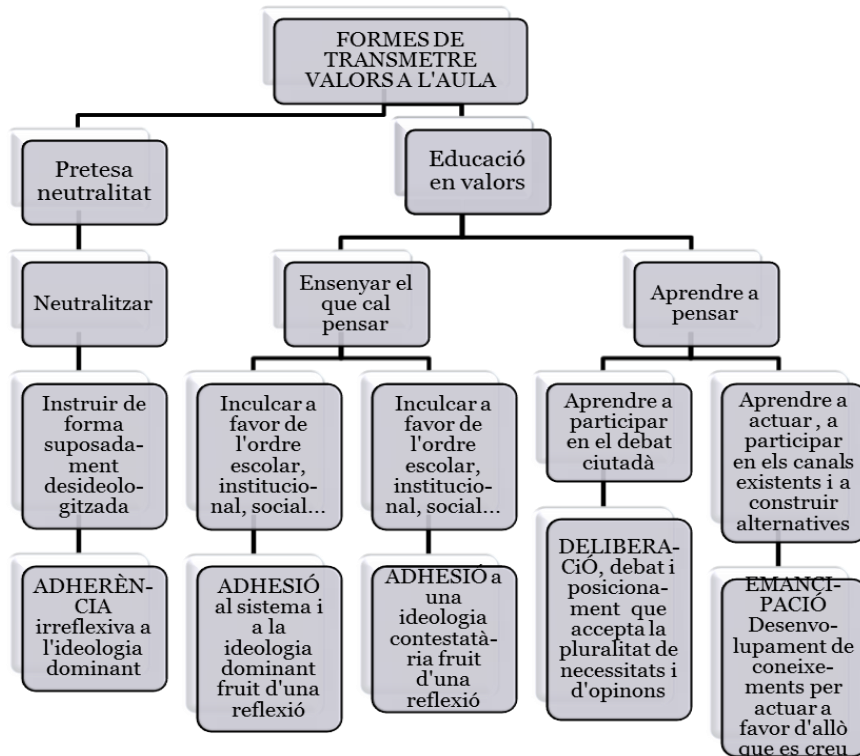 FORMES DE
TRANSMETRE
VALORS A L'AULA
Pretesa
neutralitat
Educació
en valors
Neutralitzar
Ensenyar el
que cal
pensar
Aprendre a
pensar
Instruir de
forma
suposada-
ment
desideolo-
gitzada
Inculcar a
favor de
l'ordre
escolar,
institucio-
nal, social...
Inculcar a
favor de
l'ordre
escolar,
institucio-
nal, social...
Aprendre a
participar
en el debat
ciutadà
Aprendre a
actuar , a
participar
en els canals
existents i a
construir
alternatives
ADHERÈN-
CIA
irreflexiva a
l'ideologia
dominant
ADHESIÓ
al sistema i
a la
ideologia
dominant
fruit d'una
reflexió
ADHESIÓ a
una
ideologia
contestatà-
ria fruit
d'una
reflexió
DELIBERA-
CiÓ, debat i
posiciona-
ment que
accepta la
pluralitat de
necessitats i
d'opinons
EMANCI-
PACIÓ
Desenvo-
lupament de
coneixe-
ments per
actuar a
favor d'allò
que es creu